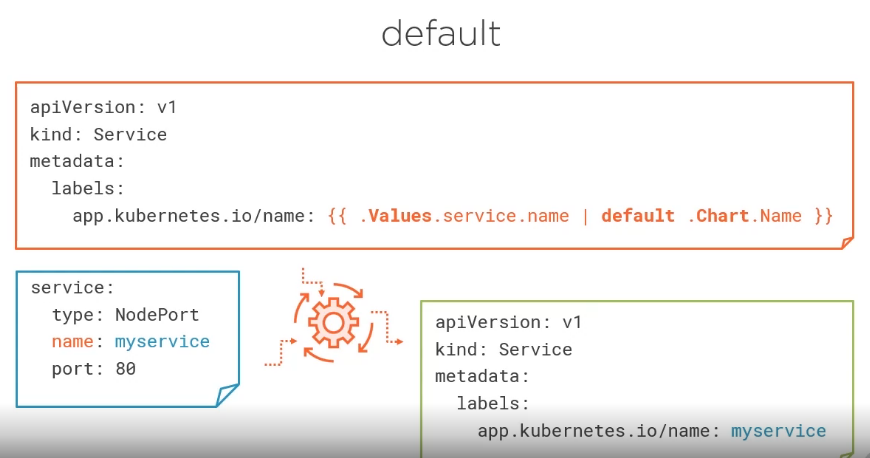 default
apiVersion: v1
kind: Service
metadata:
  labels:
    app.kubernetes.io/name: {{ .Values.service.name | default .Chart.Name }}
service:
  type: NodePort
  name: myservice
  port: 80
apiVersion: v1
kind: Service
metadata:
  labels:
    app.kubernetes.io/name: myservice